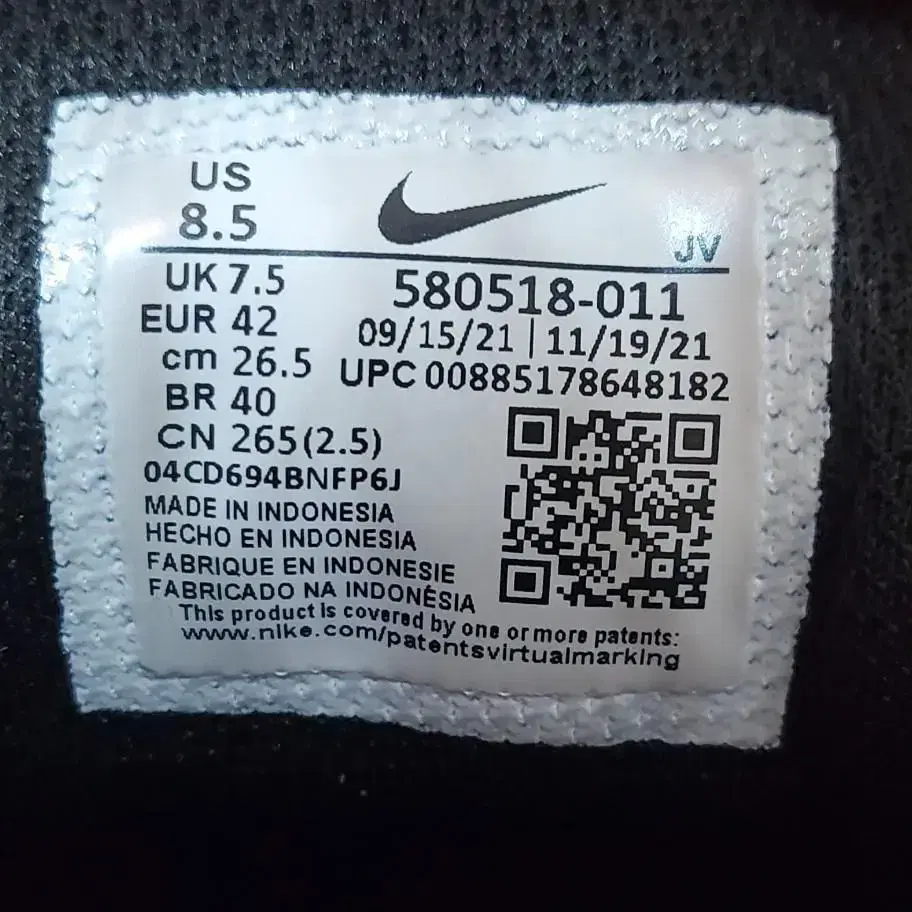 US
8.5
JV
UK 7.5
EUR 42
cm 26.5
BR 40
CN 265(2.5)
580518-011
09/15/21 | 11/19/21
UPC 00885178648182
04CD694BNFP6J
MADE IN INDONESIA
HECHO EN INDONESIA
FABRIQUE EN INDONESIE
FABRICADO NA INDONÉSIA
This product is covered by one or more patents:
www.nike.com/patentsvirtualmarking